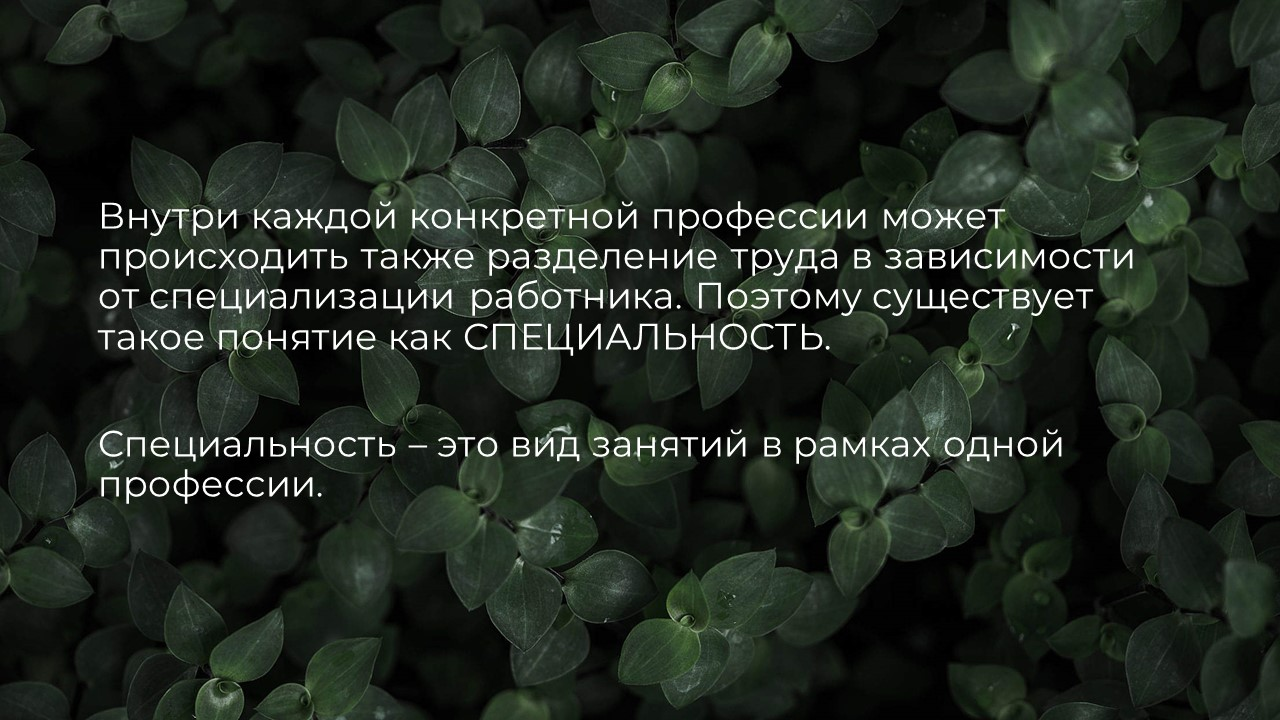 Внутри каждой конкретной профессии может
происходить также разделение труда в зависимости
от специализации работника. Поэтому существует
такое понятие как СПЕЦИАЛЬНОСТЬ.
Специальность – это вид занятий в рамках одной
профессии.